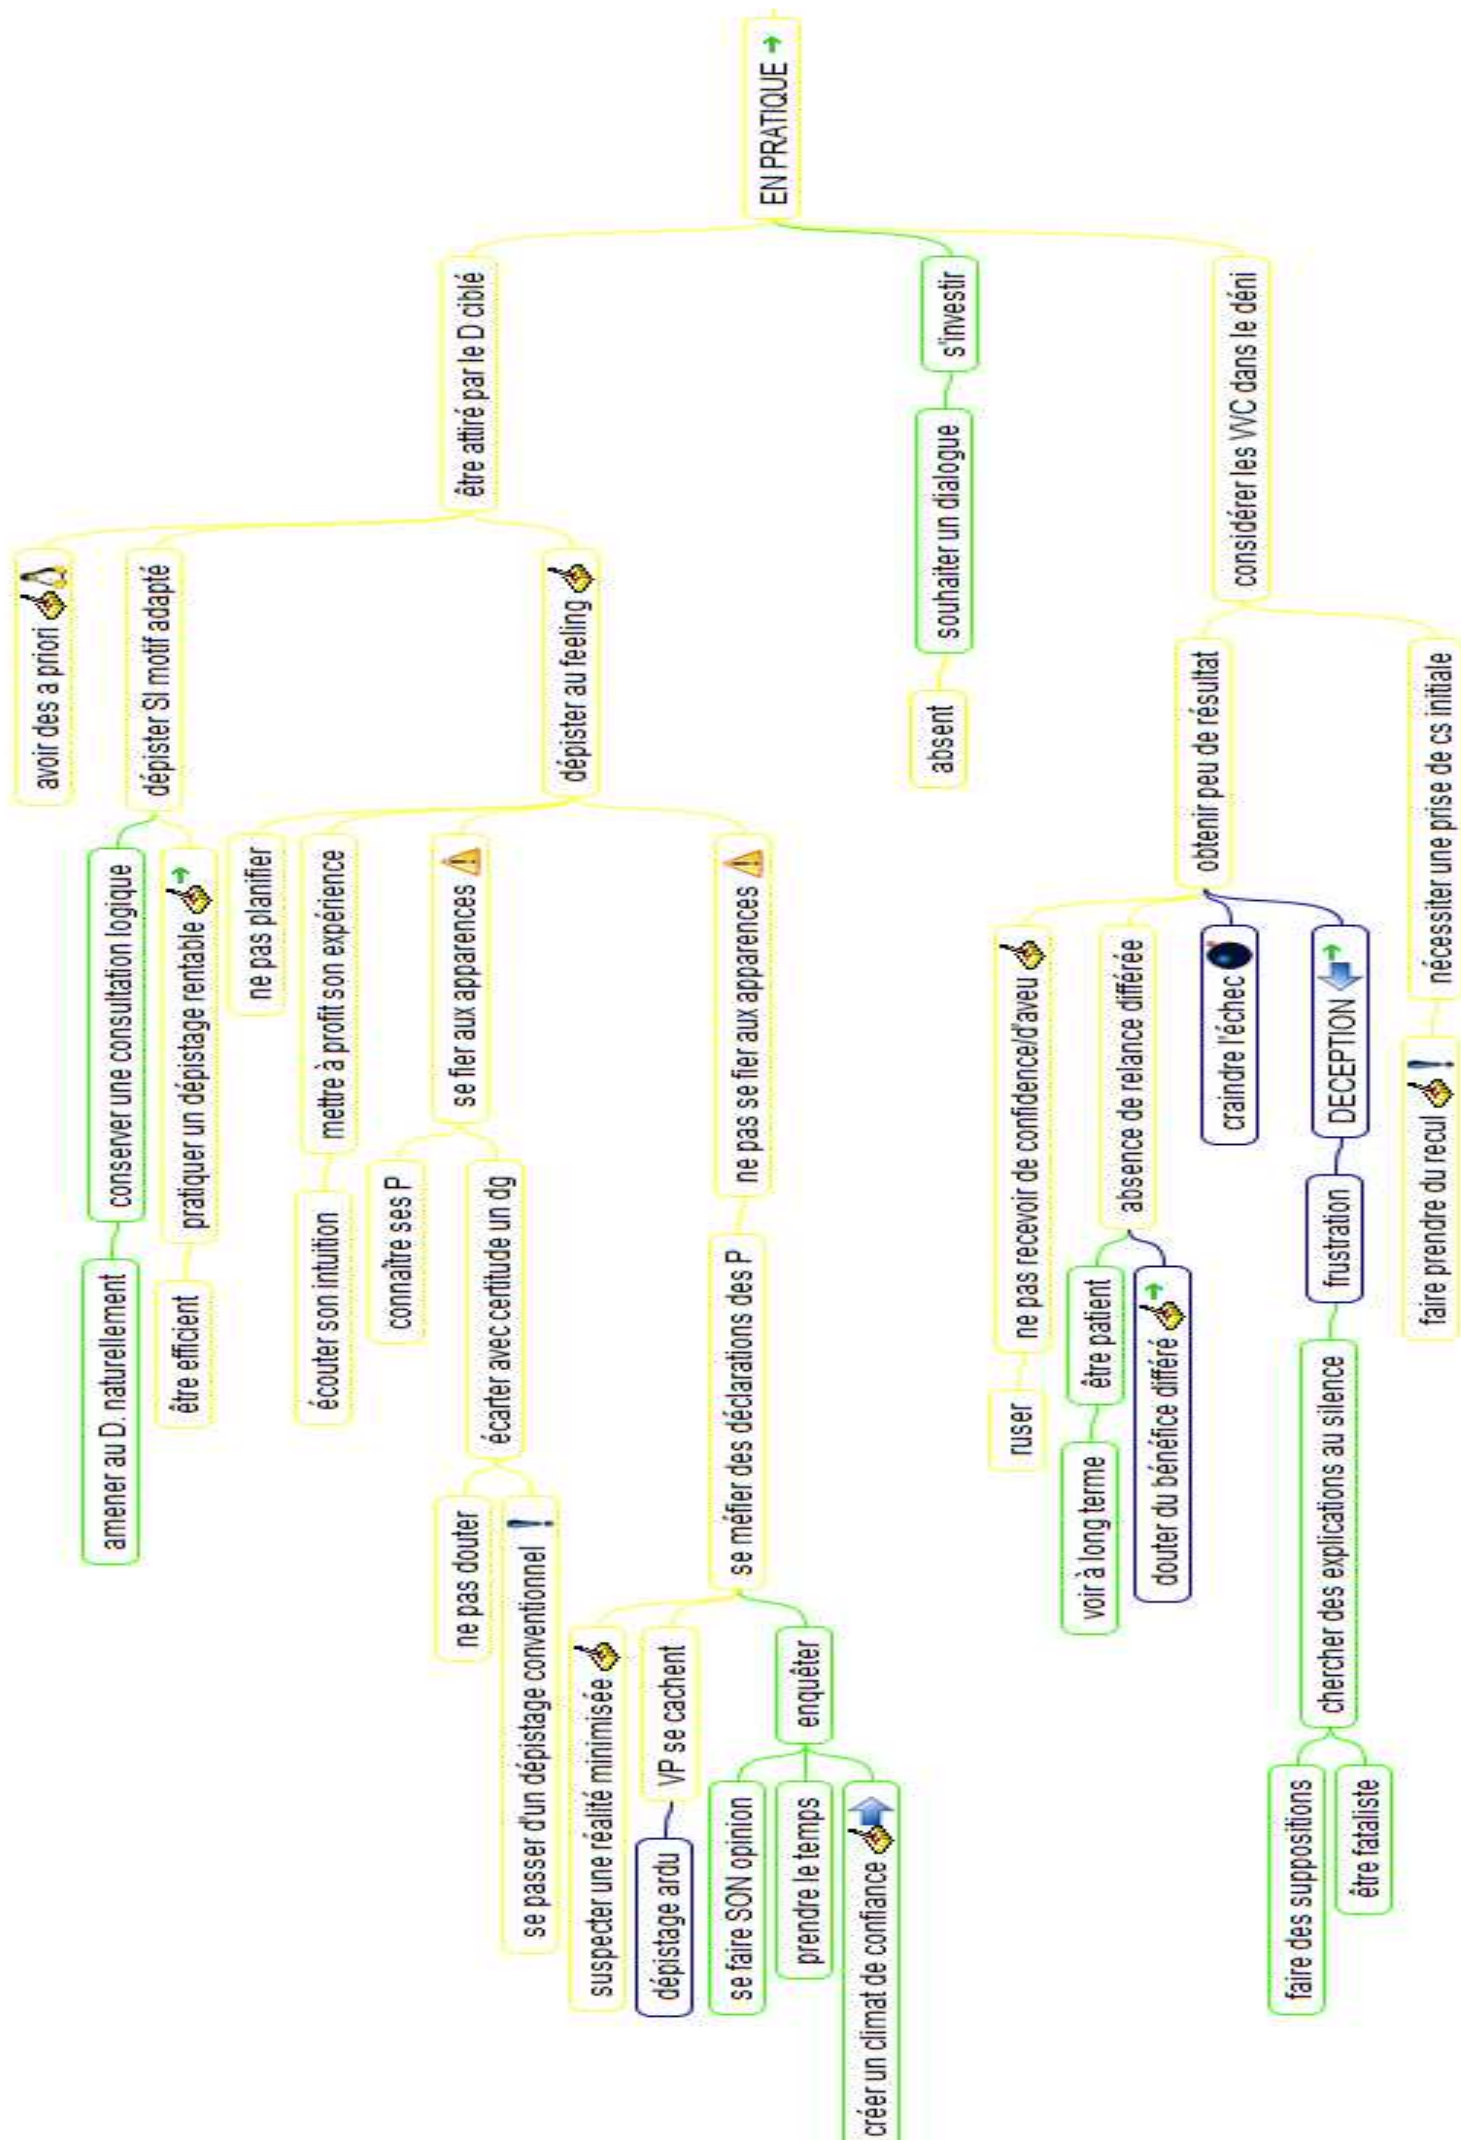 EN PRATIQUE
être attiré par le D ciblé
avoir des a priori
dépister SI motif adapté
conserver une consultation logique
amener au D. naturellement
pratiquer un dépistage rentable
être efficient
dépister au feeling
ne pas planifier
mettre à profit son expérience
écouter son intuition
se fier aux apparences
connaître ses P
écarter avec certitude un dg
ne pas douter
se passer d'un dépistage conventionnel
ne pas se fier aux apparences
se méfier des déclarations des P
suspecter une réalité minimisée
VP se cachent
dépistage ardu
enquêter
se faire SON opinion
prendre le temps
créer un climat de confiance
s'investir
souhaiter un dialogue
absent
considérer les VVC dans le déni
obtenir peu de résultat
ne pas recevoir de confidence/d'aveu
ruser
absence de relance différée
être patient
voir à long terme
douter du bénéfice différé
craindre l'échec
DECEPTION
frustration
chercher des explications au silence
faire des suppositions
être fataliste
nécessiter une prise de cs initiale
faire prendre du recul